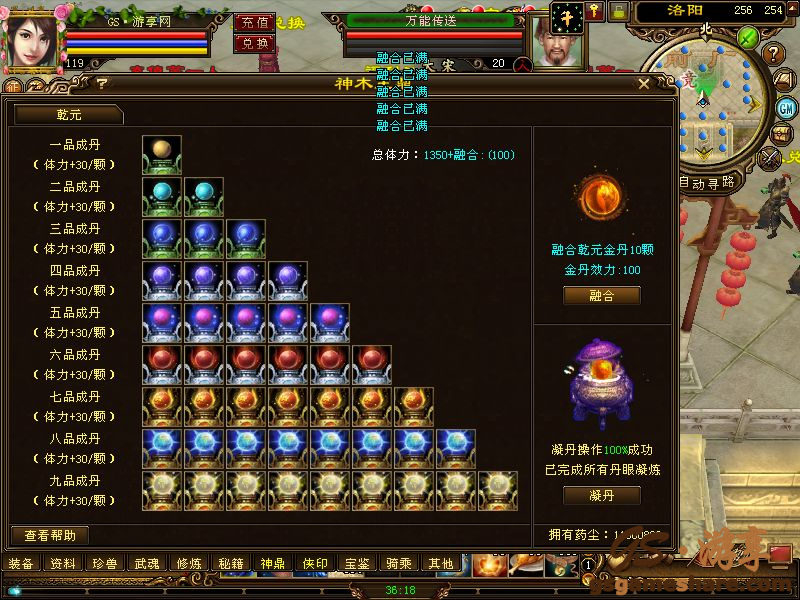 GS·游享网
充值
兑换
兑换
万能传送
119
20
洛阳
256 254
北
GM
自动寻路
神木
融合已满
融合已满
融合已满
融合已满
融合已满
乾元
总体力：1350+融合：(100)
一品成丹
(体力+30/颗)
二品成丹
(体力+30/颗)
三品成丹
(体力+30/颗)
四品成丹
(体力+30/颗)
五品成丹
(体力+30/颗)
六品成丹
(体力+30/颗)
七品成丹
(体力+30/颗)
八品成丹
(体力+30/颗)
九品成丹
(体力+30/颗)
融合乾元金丹10颗
金丹效力:100
融合
凝丹操作100%成功
已完成所有丹眼凝炼
凝丹
拥有药尘：
查看帮助
装备 资料 珍兽 武魂 修炼 秘籍 神鼎 侠印 宝鉴 骑乘 其他
36:18